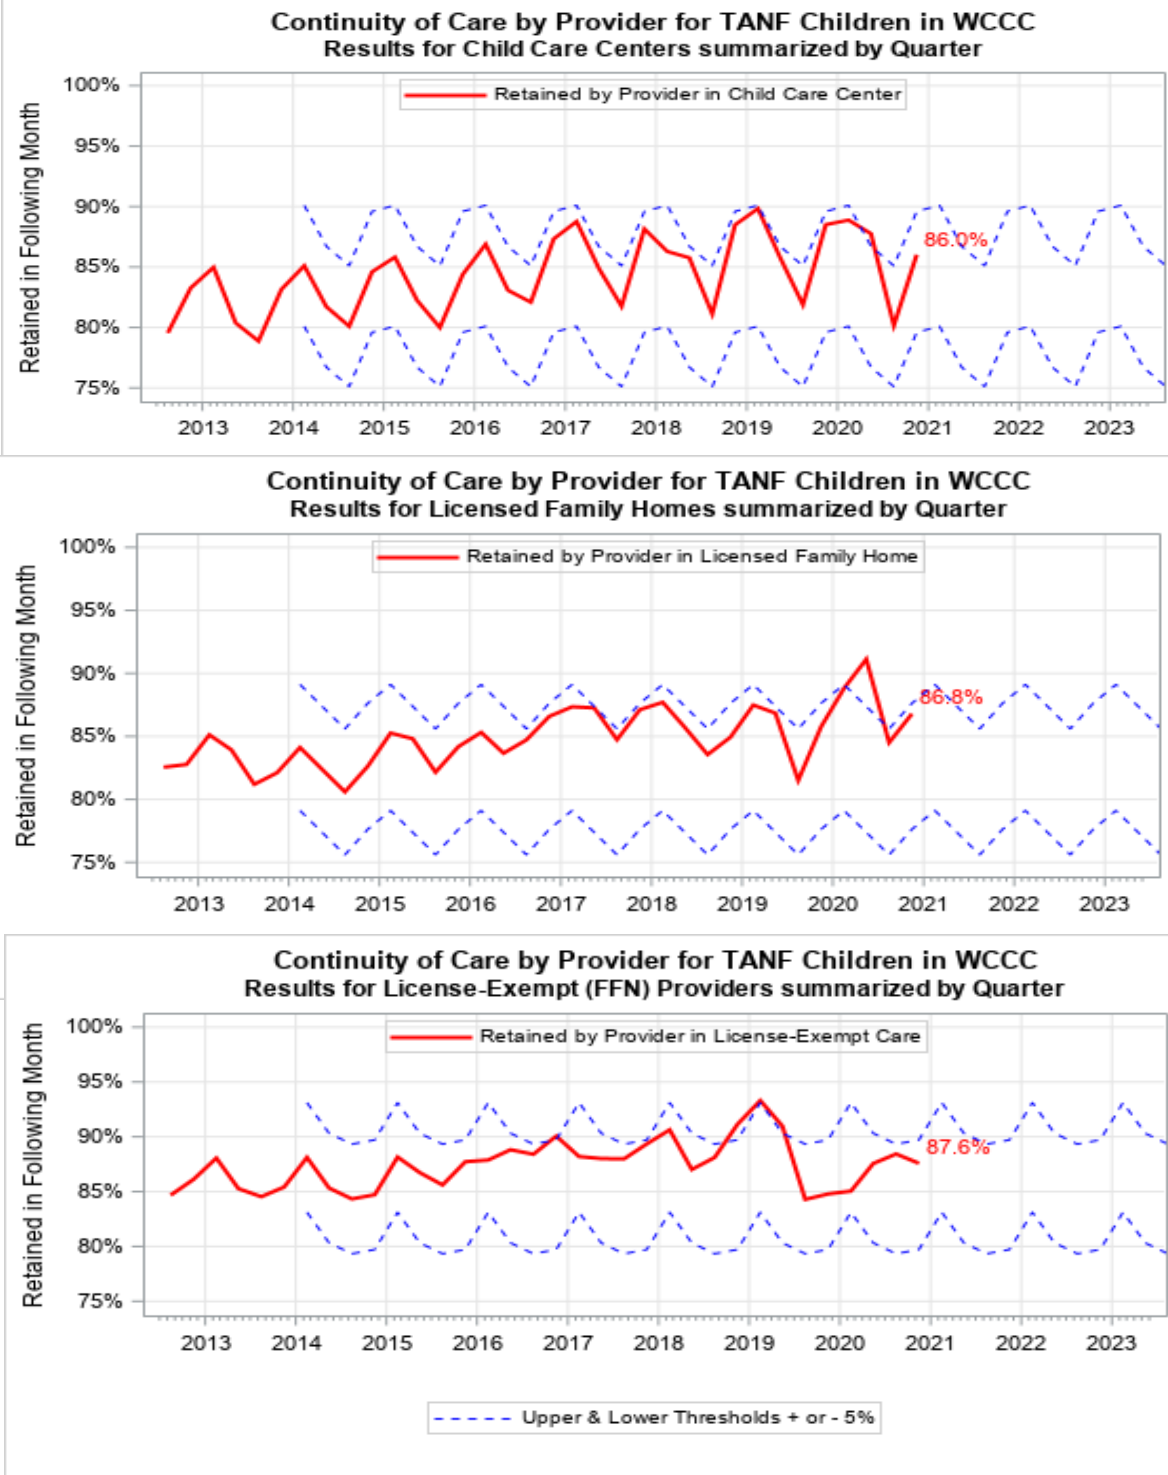 Continuity of Care by Provider for TANF Children in WCCC
Results for Child Care Centers summarized by Quarter
Retained in Following Month
100%
95%
90%
85%
80%
75%
Retained by Provider in Child Care Center
86.0%
2013 2014 2015 2016 2017 2018 2019 2020 2021 2022 2023
Continuity of Care by Provider for TANF Children in WCCC
Results for Licensed Family Homes summarized by Quarter
Retained in Following Month
100%
95%
90%
85%
80%
75%
Retained by Provider in Licensed Family Home
86.8%
2013 2014 2015 2016 2017 2018 2019 2020 2021 2022 2023
Continuity of Care by Provider for TANF Children in WCCC
Results for License-Exempt (FFN) Providers summarized by Quarter
Retained in Following Month
100%
95%
90%
85%
80%
75%
Retained by Provider in License-Exempt Care
87.6%
2013 2014 2015 2016 2017 2018 2019 2020 2021 2022 2023
Upper & Lower Thresholds + or - 5%